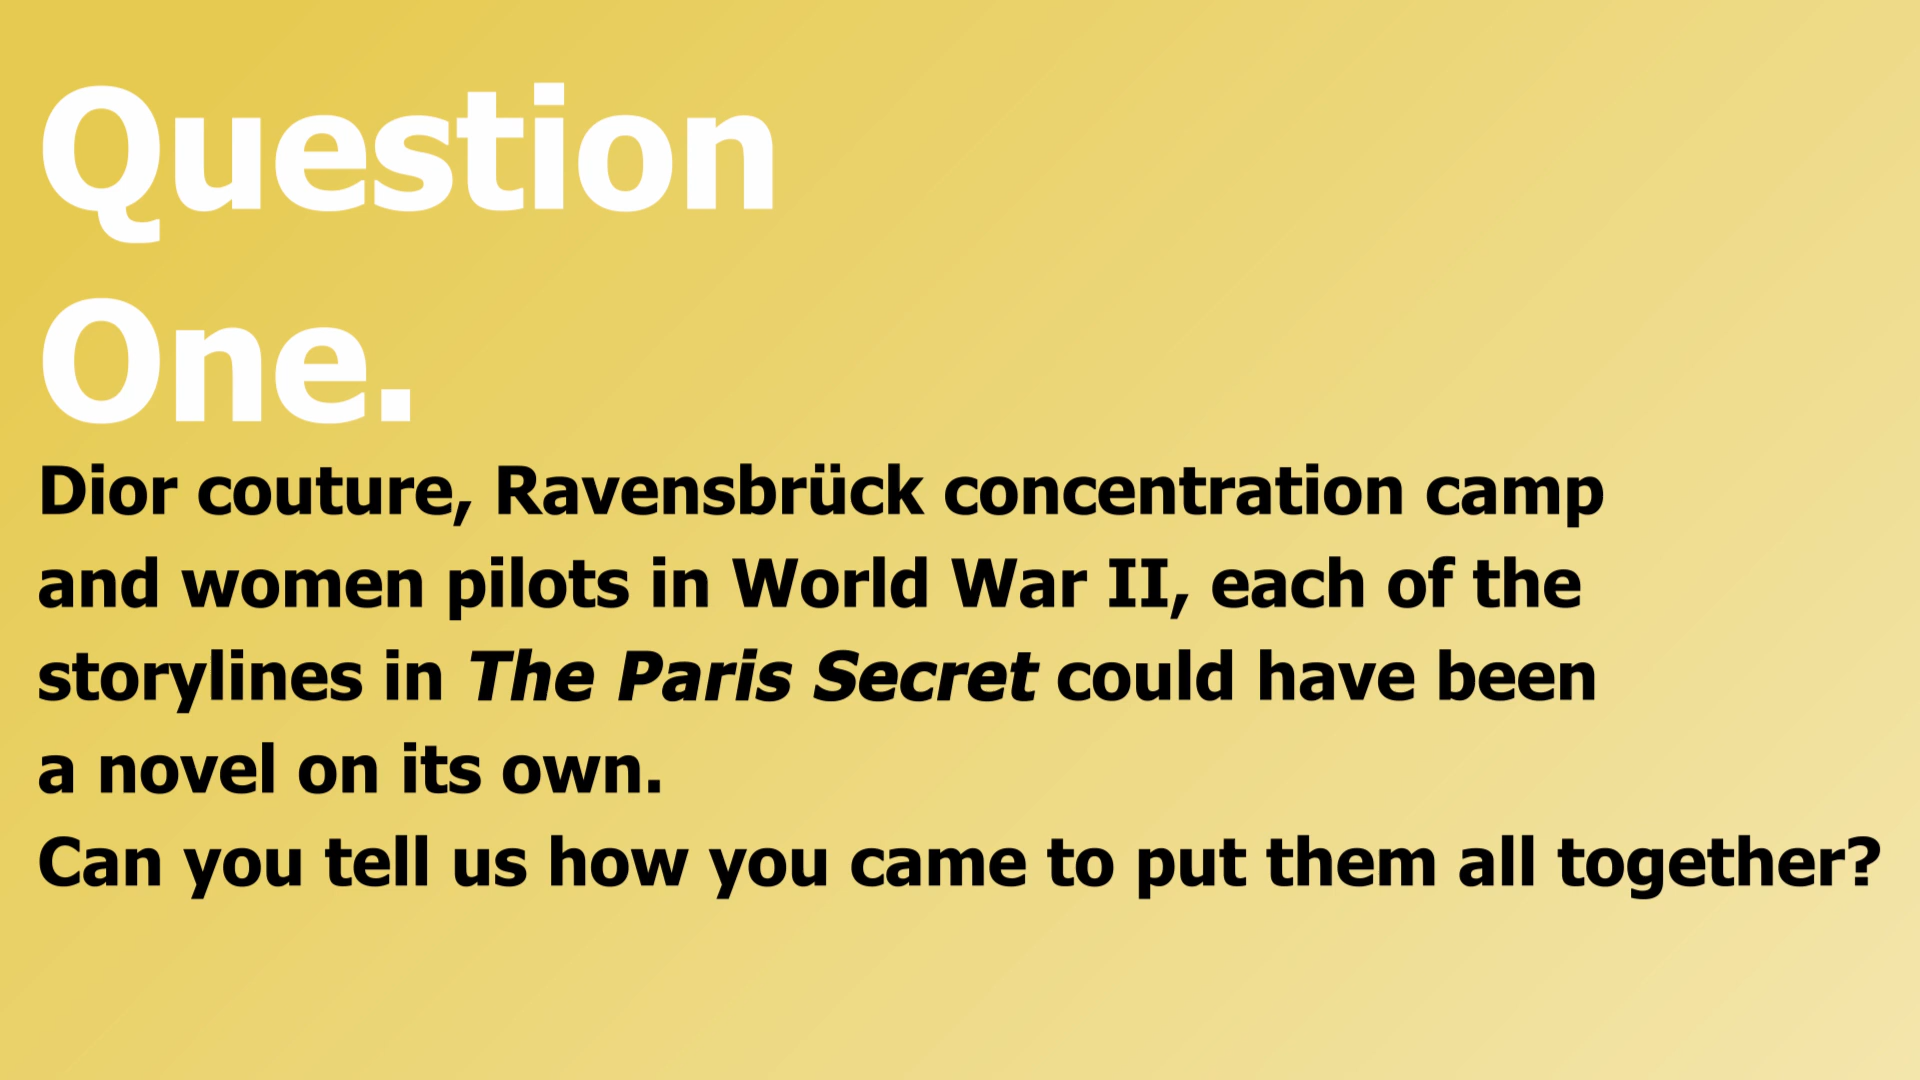 Question
One.
Dior couture, Ravensbrück concentration camp
and women pilots in World War II, each of the
storylines in The Paris Secret could have been
a novel on its own.
Can you tell us how you came to put them all together?